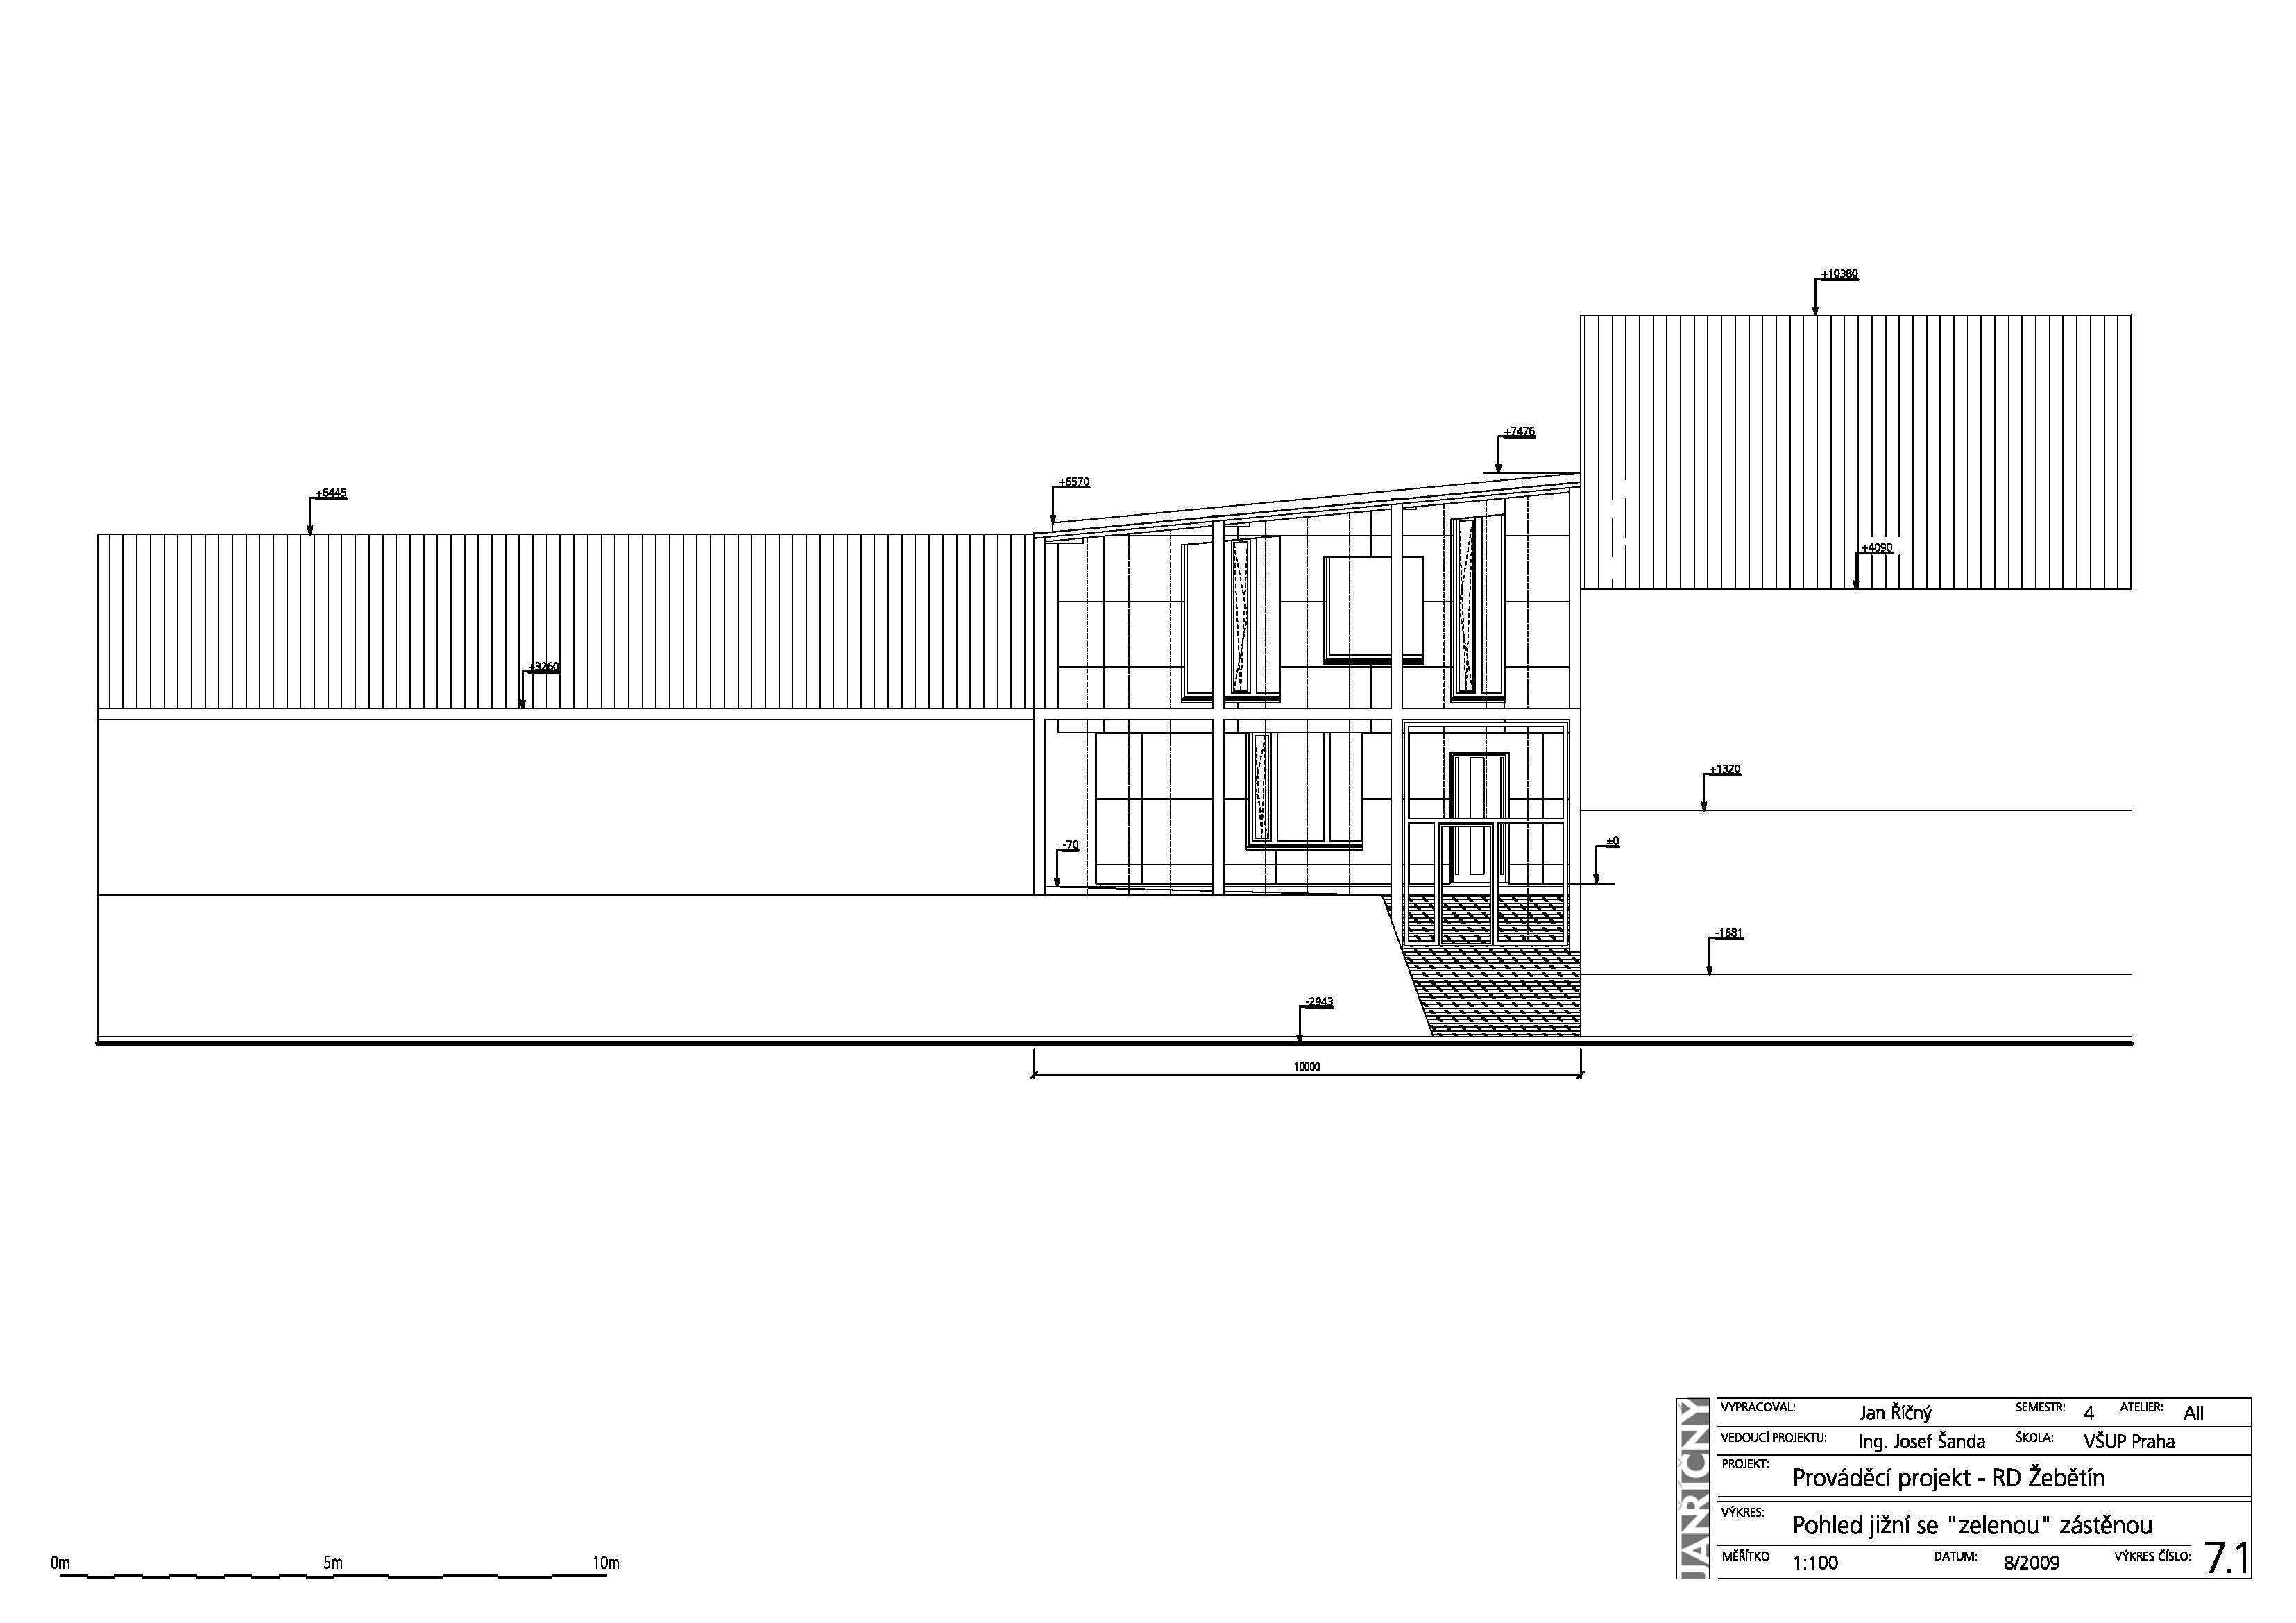 +10380
+7476
+6570
+6445
+4090
+3260
+1320
±0
-70
-1681
-2943
10000
JANŘÍČNÝ
VYPRACOVAL: Jan Říčný SEMESTR: 4 ATELIER: AII
VEDOUCÍ PROJEKTU: Ing. Josef Šanda ŠKOLA: VŠUP Praha
PROJEKT: Prováděcí projekt - RD Žebětín
VÝKRES: Pohled jižní se "zelenou" zástěnou
MĚŘÍTKO 1:100 DATUM: 8/2009 VÝKRES ČÍSLO: 7.1
0m 5m 10m